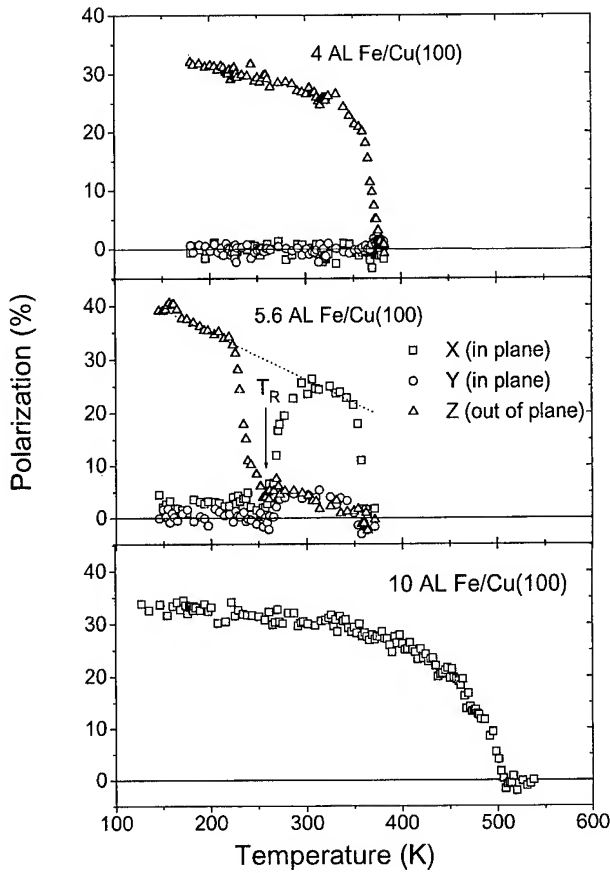 40
30
20
10
0
4 AL Fe/Cu(100)
Polarization (%)
40
30
20
10
0
5.6 AL Fe/Cu(100)
T R
X (in plane)
Y (in plane)
Z (out of plane)
40
30
20
10
0
10 AL Fe/Cu(100)
100 200 300 400 500 600
Temperature (K)